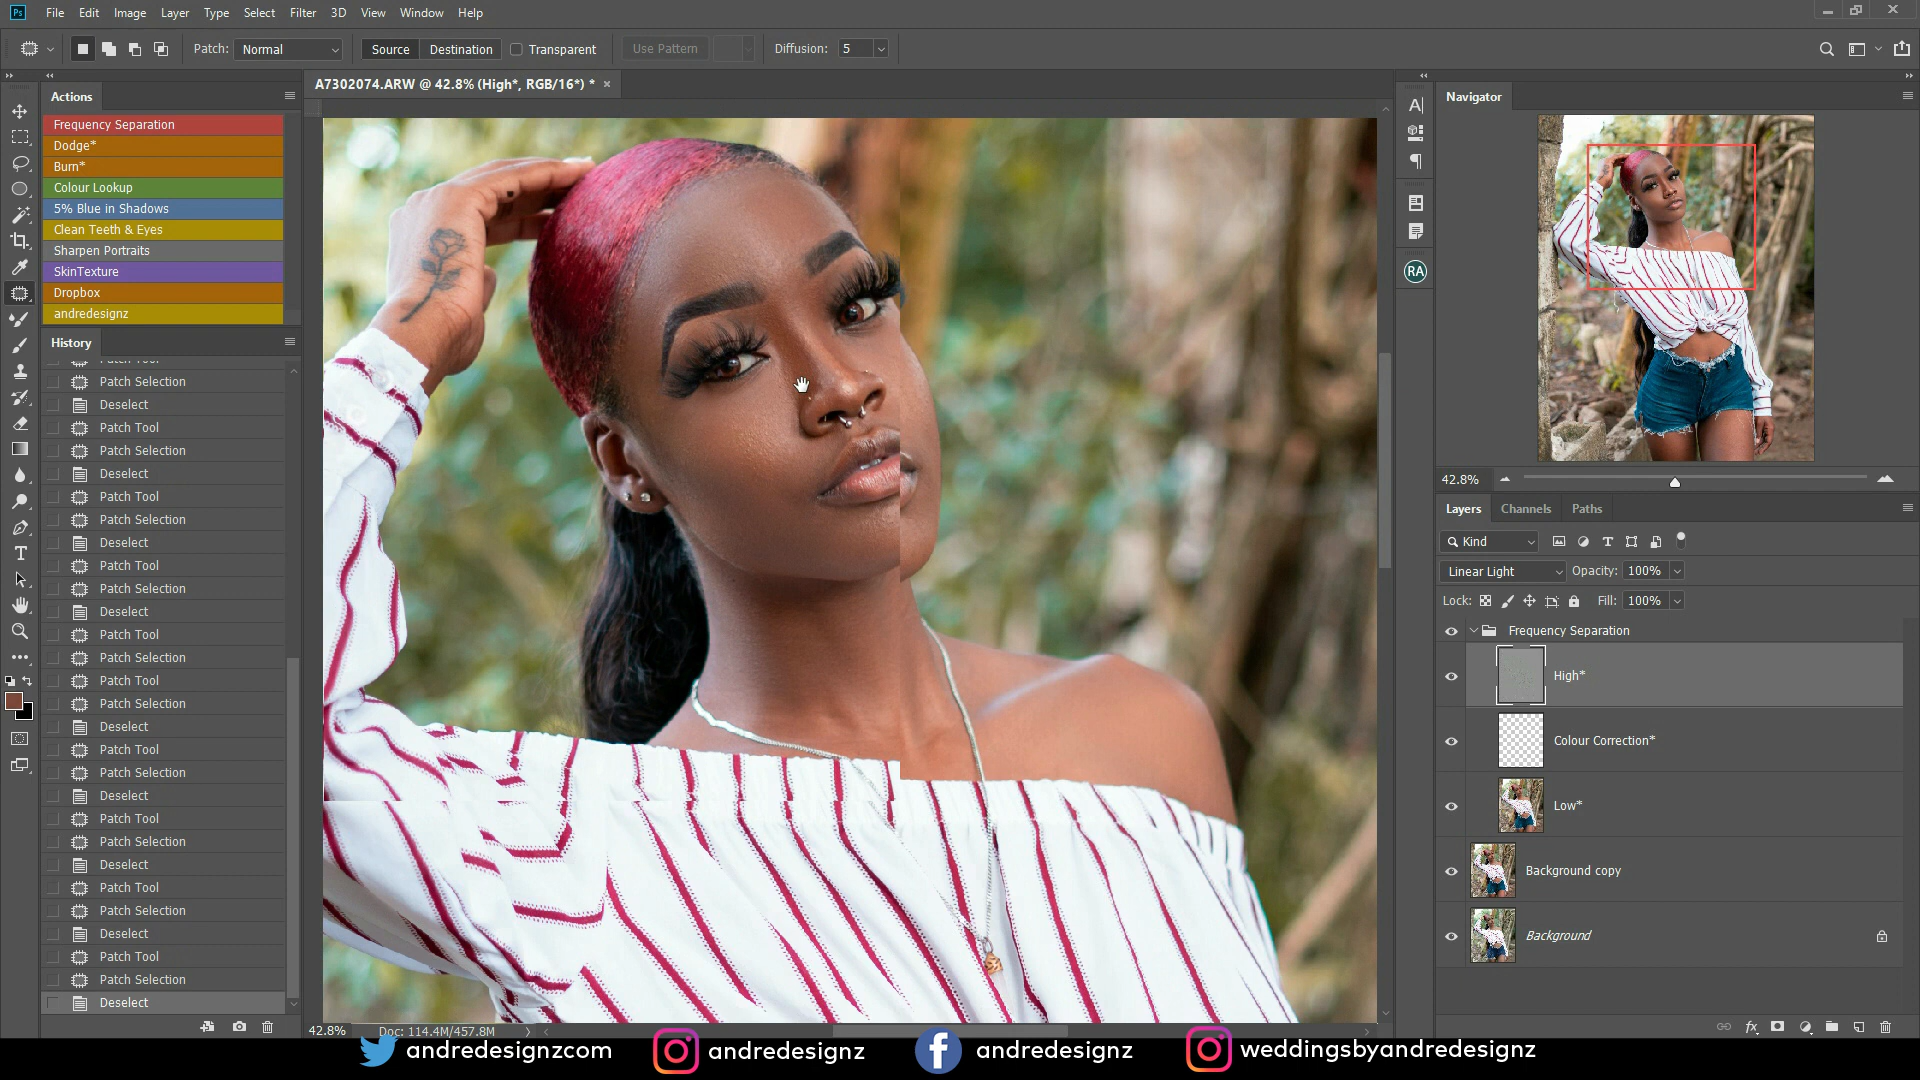 Ps File Edit Image Layer Type Select Filter 3D View Window Help
Patch: Normal Source Destination Transparent Use Pattern Diffusion: 5
A7302074.ARW @ 42.8% (High*, RGB/16*) * ×
Actions
Frequency Separation
Dodge*
Burn*
Colour Lookup
5% Blue in Shadows
Clean Teeth & Eyes
Sharpen Portraits
SkinTexture
Dropbox
andredesignz
History
Patch Tool
Patch Selection
Deselect
Patch Tool
Patch Selection
Deselect
Patch Tool
Patch Selection
Deselect
Patch Tool
Patch Selection
Deselect
Patch Tool
Patch Selection
Patch Tool
Patch Selection
Deselect
Patch Tool
Patch Selection
Deselect
Patch Tool
Patch Selection
Deselect
Patch Tool
Patch Selection
Deselect
Patch Tool
Patch Selection
Deselect
42.8% Doc: 114.4M/457.8M
RA
Navigator
42.8%
Layers Channels Paths
Kind
Linear Light Opacity: 100%
Lock: Fill: 100%
Frequency Separation
High*
Colour Correction*
Low*
Background copy
Background
andredesignzcom andredesignz andredesignz weddingsbyandredesignz